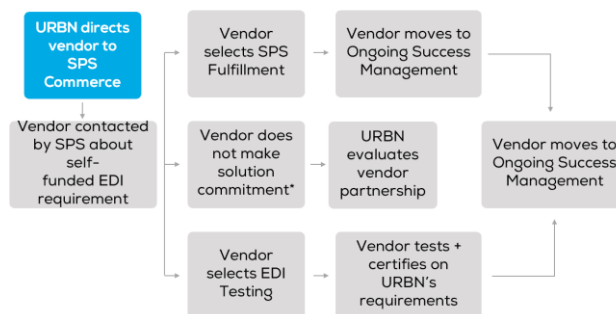 URBN directs
vendor to
SPS
Commerce
Vendor contacted
by SPS about
self-
funded EDI
requirement
Vendor
selects SPS
Fulfillment
Vendor moves to
Ongoing Success
Management
Vendor does
not make
solution
commitment*
URBN
evaluates
vendor
partnership
Vendor
selects EDI
Testing
Vendor tests +
certifies on
URBN's
requirements
Vendor moves to
Ongoing Success
Management